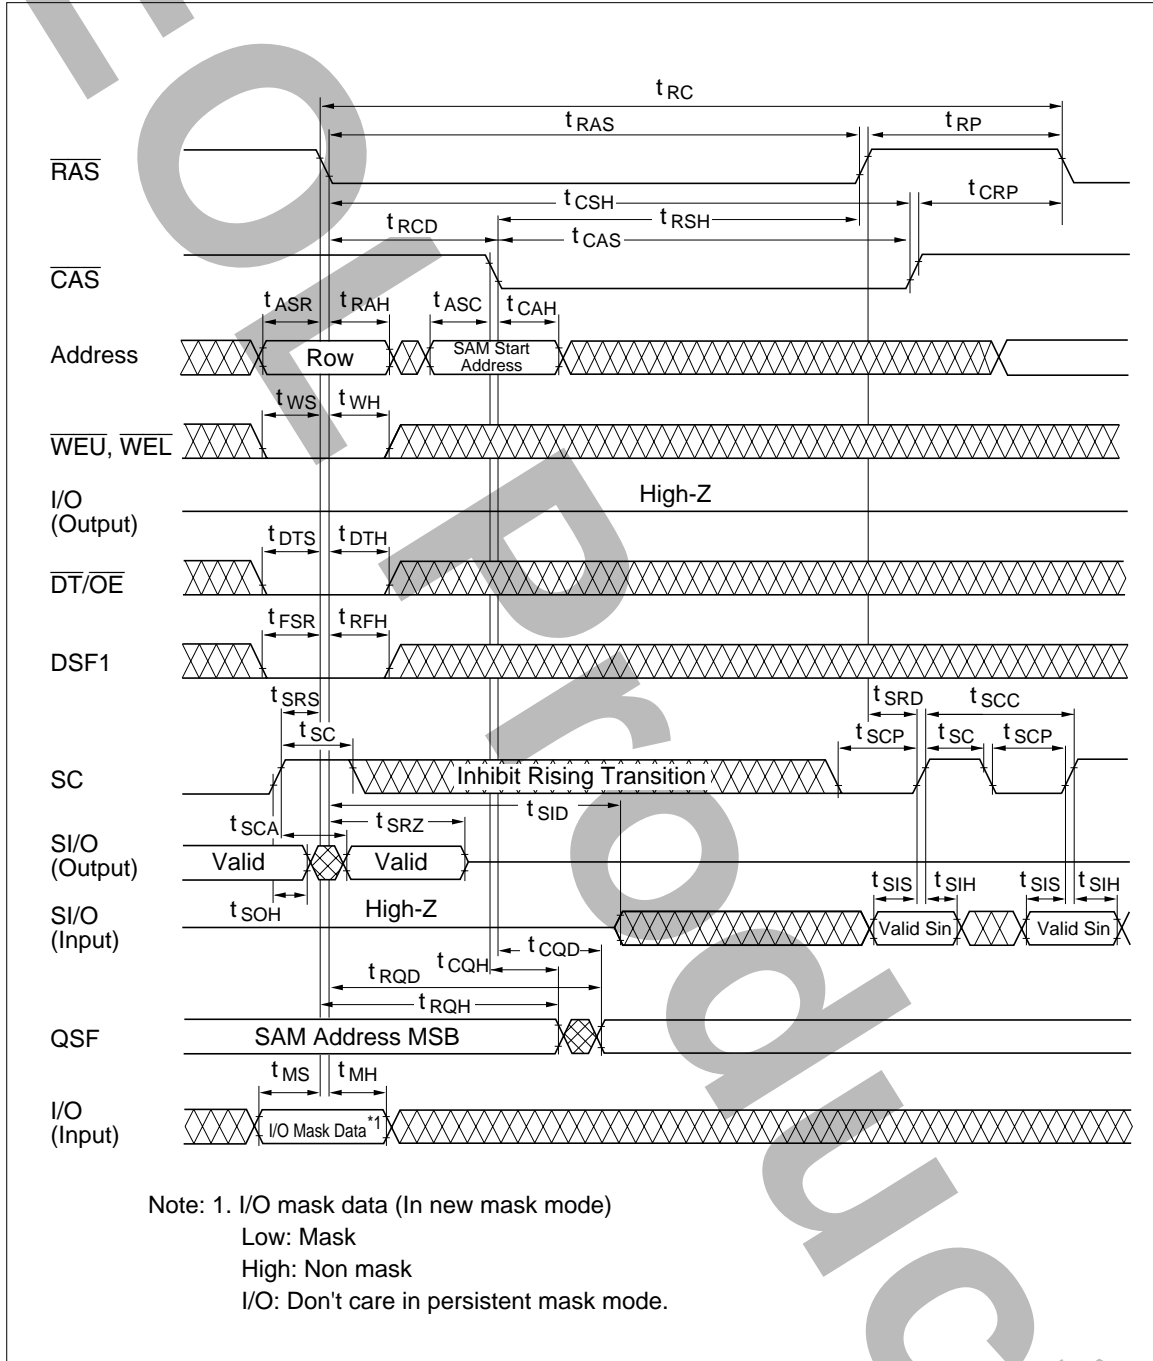 EOL Product
t RC
t RAS
t RP
RAS
t CSH
t CRP
t RCD
t RSH
t CAS
CAS
t ASR
t RAH
t ASC
t CAH
Address
Row
SAM Start
Address
t WS
t WH
WEU, WEL
I/O
(Output)
High-Z
t DTS
t DTH
DT/OE
t FSR
t RFH
DSF1
t SRS
t SC
t SRD
t SCC
t SCP
t SC
t SCP
SC
Inhibit Rising Transition
t SID
t SCA
t SRZ
SI/O
(Output)
Valid
Valid
t SOH
t SIS
t SIH
t SIS
t SIH
SI/O
(Input)
High-Z
Valid Sin
Valid Sin
t CQD
t CQH
t RQD
t RQH
QSF
SAM Address MSB
t MS
t MH
I/O
(Input)
I/O Mask Data *1
Note: 1. I/O mask data (In new mask mode)
Low: Mask
High: Non mask
I/O: Don't care in persistent mask mode.